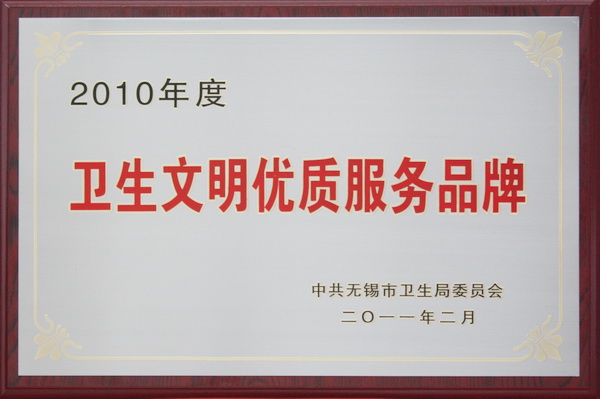 2010年度
卫生文明优质服务品牌
中共无锡市卫生局委员会
二〇一一年二月